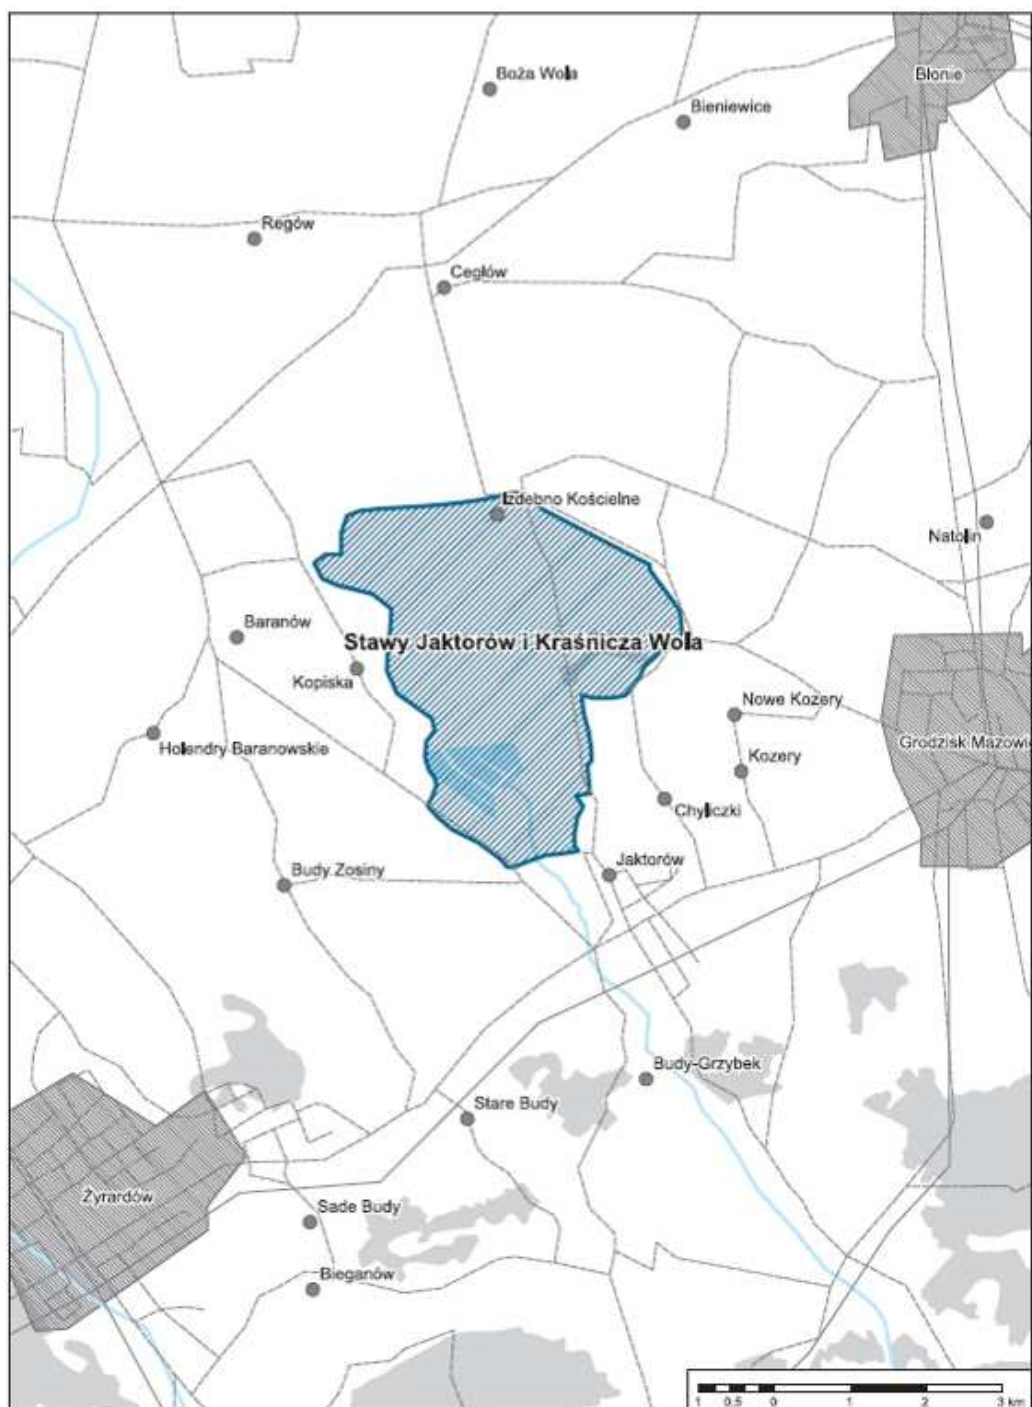 Błonie
Boża Wola
Bieniewice
Regów
Cegłów
Izdebno Kościelne
Natolin
Baranów
Stawy Jaktorów i Kraśnicza Wola
Kopiska
Nowe Kozery
Holendry Baranowskie
Grodzisk Mazowie
Kozery
Chyliczki
Jaktorów
Budy Zosiny
Budy-Grzybek
Stare Budy
Żyrardów
Sade Budy
Bieganów
1 0.5 0 1 2 3 km